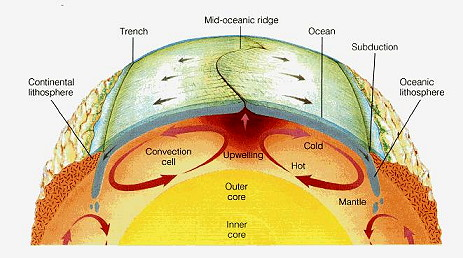 Mid-oceanic ridge
Trench
Ocean
Subduction
Continental
lithosphere
Oceanic
lithosphere
Convection
cell
Upwelling
Cold
Hot
Mantle
Outer
core
Inner
core